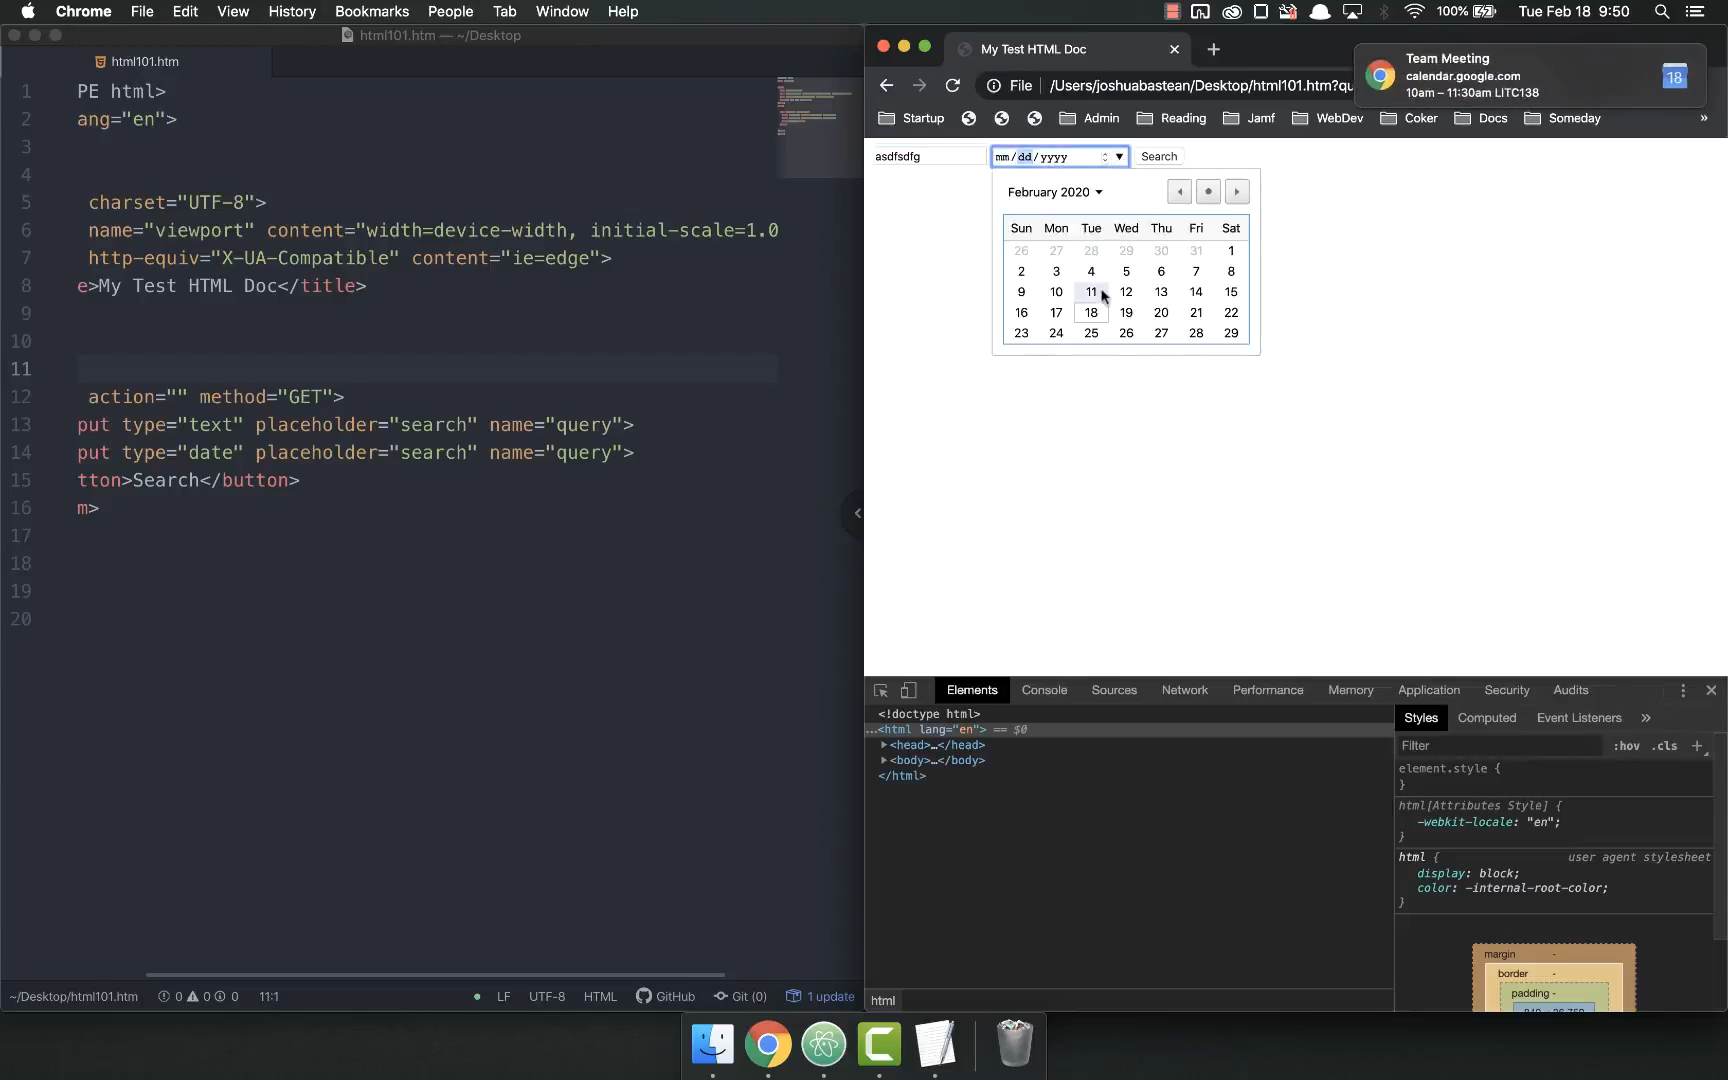 Chrome File Edit View History Bookmarks People Tab Window Help 100% Tue Feb 18 9:50
html101.htm — ~/Desktop
html101.htm
1 PE html>
2 ang="en">
3
4
5 charset="UTF-8">
6 name="viewport" content="width=device-width, initial-scale=1.0
7 http-equiv="X-UA-Compatible" content="ie=edge">
8 e>My Test HTML Doc</title>
9
10
11
12 action="" method="GET">
13 put type="text" placeholder="search" name="query">
14 put type="date" placeholder="search" name="query">
15 tton>Search</button>
16 m>
17
18
19
20
~/Desktop/html101.htm 0 0 0 11:1 LF UTF-8 HTML GitHub Git (0) 1 update
My Test HTML Doc
File /Users/joshuabastean/Desktop/html101.htm?qu
Team Meeting
calendar.google.com
10am – 11:30am LITC138
18
Startup Admin Reading Jamf WebDev Coker Docs Someday »
asdfsdfg mm/dd/yyyy Search
February 2020
Sun Mon Tue Wed Thu Fri Sat
26 27 28 29 30 31 1
2 3 4 5 6 7 8
9 10 11 12 13 14 15
16 17 18 19 20 21 22
23 24 25 26 27 28 29
Elements Console Sources Network Performance Memory Application Security Audits
<!doctype html>
...<html lang="en"> == $0
<head>…</head>
<body>…</body>
</html>
html
Styles Computed Event Listeners »
Filter :hov .cls +
element.style {
}
html[Attributes Style] {
-webkit-locale: "en";
}
html { user agent stylesheet
display: block;
color: -internal-root-color;
}
margin -
border -
padding -